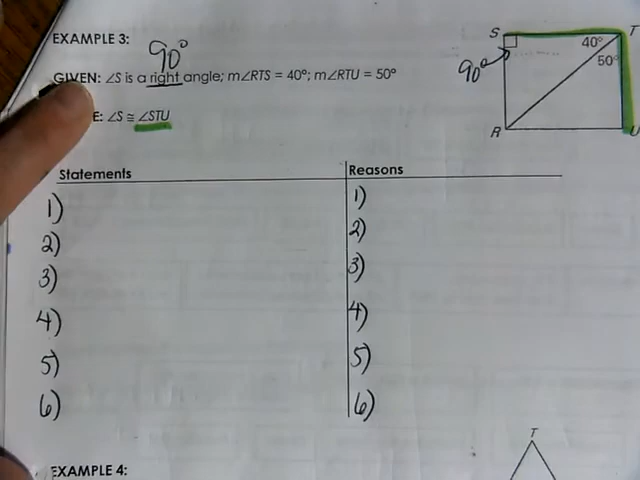 EXAMPLE 3:
90°
GIVEN: ∠S is a right angle; m∠RTS = 40°; m∠RTU = 50°
E: ∠S ≅ ∠STU
S T
40°
50°
90°
R U
Statements Reasons
1) 1)
2) 2)
3) 3)
4) 4)
5) 5)
6) 6)
T
EXAMPLE 4: